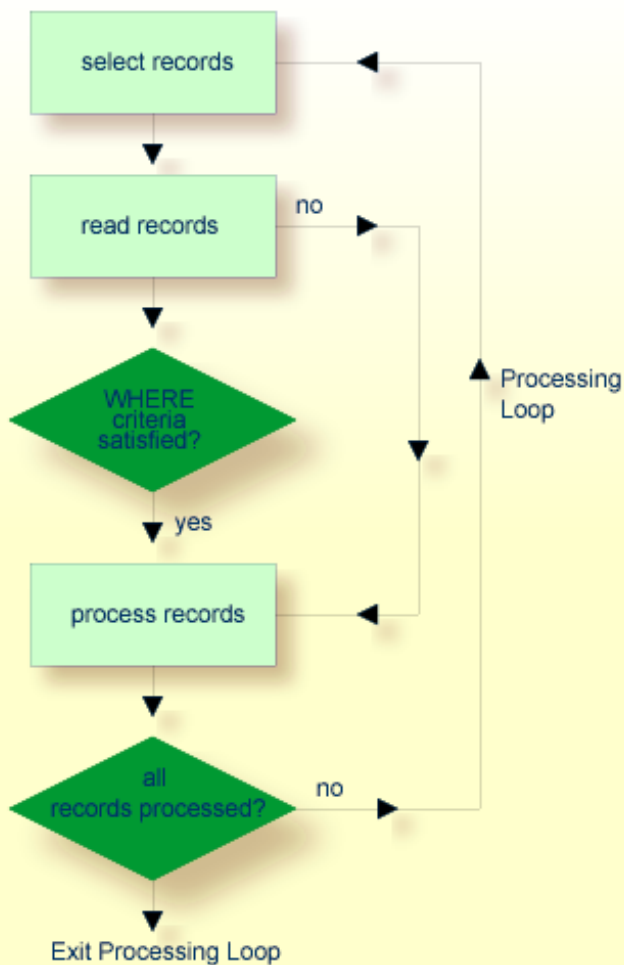 select records
read records
no
WHERE
criteria
satisfied?
Processing
Loop
yes
process records
all
records processed?
no
Exit Processing Loop